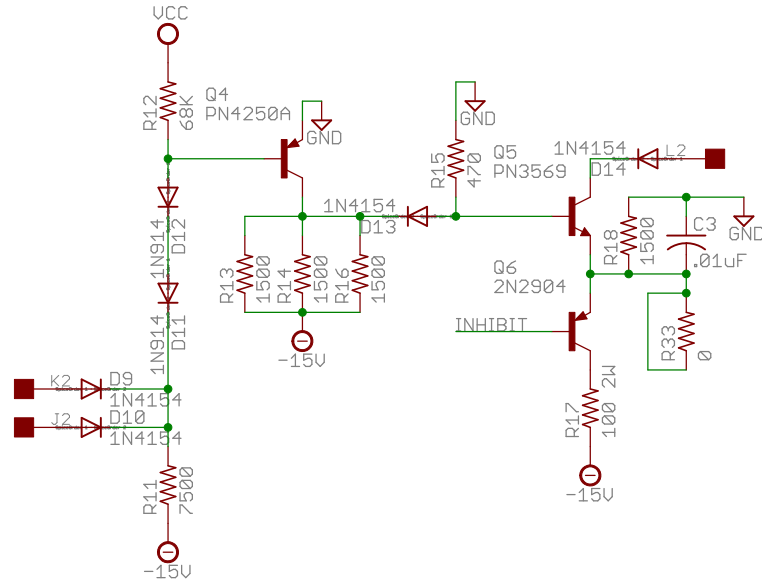 VCC
R12
68K
Q4
PN4250A
GND
R15
470
GND
Q5
PN3569
1N4154
D14
L2
1N914
D12
1N4154
D13
R18
1500
C3
.01uF
GND
R13
1500
R14
1500
R16
1500
Q6
2N2904
1N914
D11
INHIBIT
R33
0
-15V
K2
D9
1N4154
J2
D10
1N4154
R17
100
2W
R11
7500
-15V
-15V